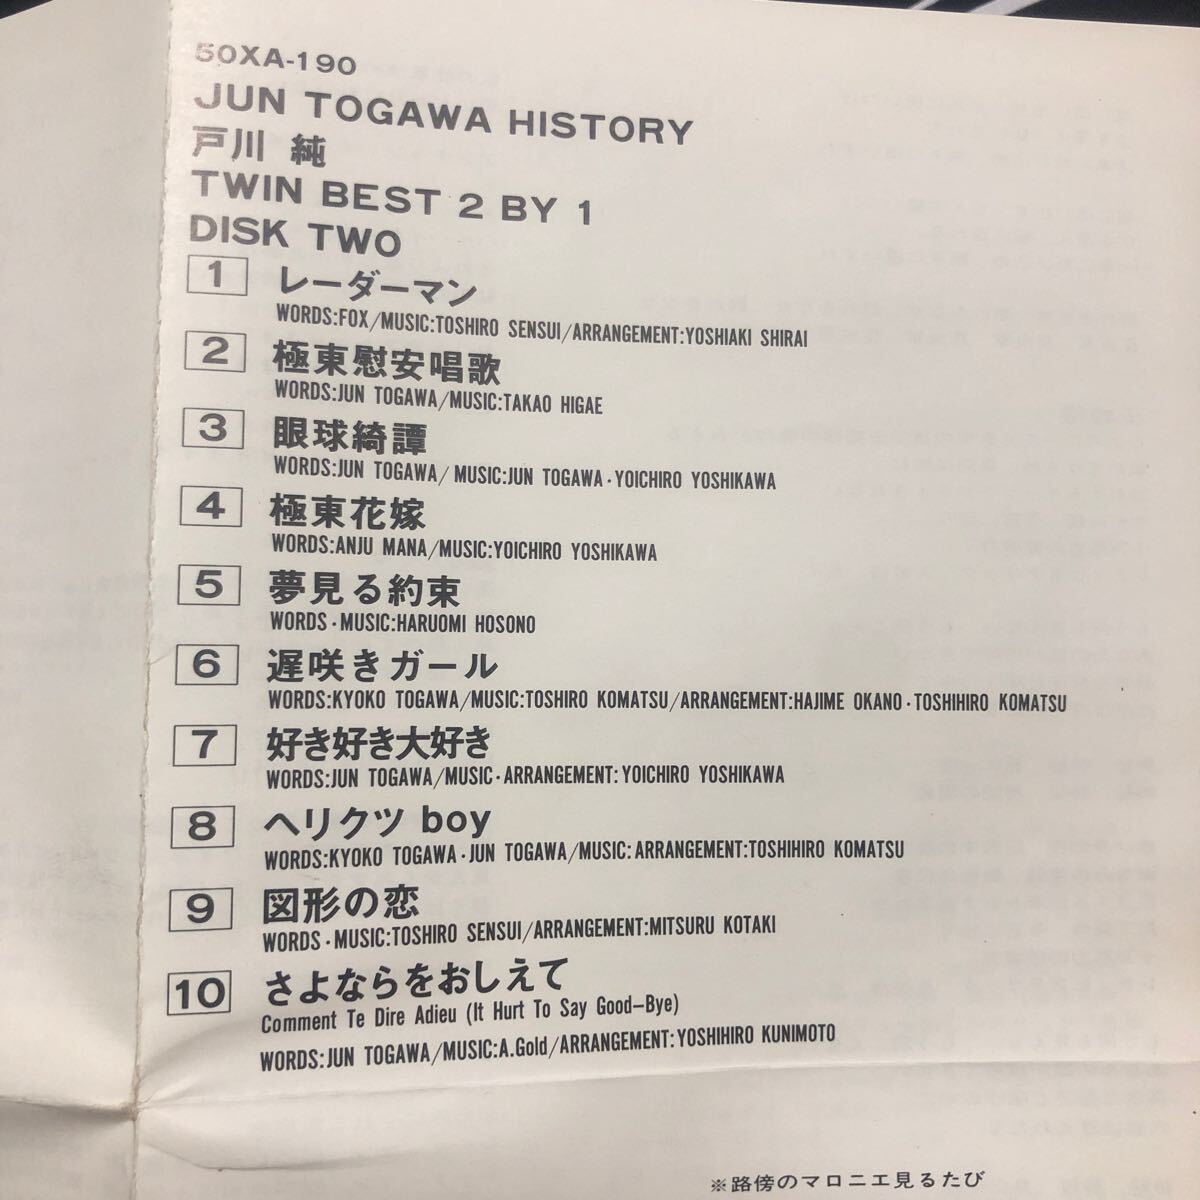 50XA-190
JUN TOGAWA HISTORY
戸川 純
TWIN BEST 2 BY 1
DISK TWO
1 レーダーマン
WORDS:FOX/MUSIC:TOSHIRO SENSUI/ARRANGEMENT:YOSHIAKI SHIRAI
2 極東慰安唱歌
WORDS:JUN TOGAWA/MUSIC:TAKAO HIGAE
3 眼球綺譚
WORDS:JUN TOGAWA/MUSIC:JUN TOGAWA・YOICHIRO YOSHIKAWA
4 極東花嫁
WORDS:ANJU MANA/MUSIC:YOICHIRO YOSHIKAWA
5 夢見る約束
WORDS・MUSIC:HARUOMI HOSONO
6 遅咲きガール
WORDS:KYOKO TOGAWA/MUSIC:TOSHIRO KOMATSU/ARRANGEMENT:HAJIME OKANO・TOSHIHIRO KOMATSU
7 好き好き大好き
WORDS:JUN TOGAWA/MUSIC・ARRANGEMENT:YOICHIRO YOSHIKAWA
8 ヘリクツ boy
WORDS:KYOKO TOGAWA・JUN TOGAWA/MUSIC:ARRANGEMENT:TOSHIHIRO KOMATSU
9 図形の恋
WORDS・MUSIC:TOSHIRO SENSUI/ARRANGEMENT:MITSURU KOTAKI
10 さよならをおしえて
Comment Te Dire Adieu (It Hurt To Say Good-Bye)
WORDS:JUN TOGAWA/MUSIC:A.Gold/ARRANGEMENT:YOSHIHIRO KUNIMOTO
※路傍のマロニエ見るたび